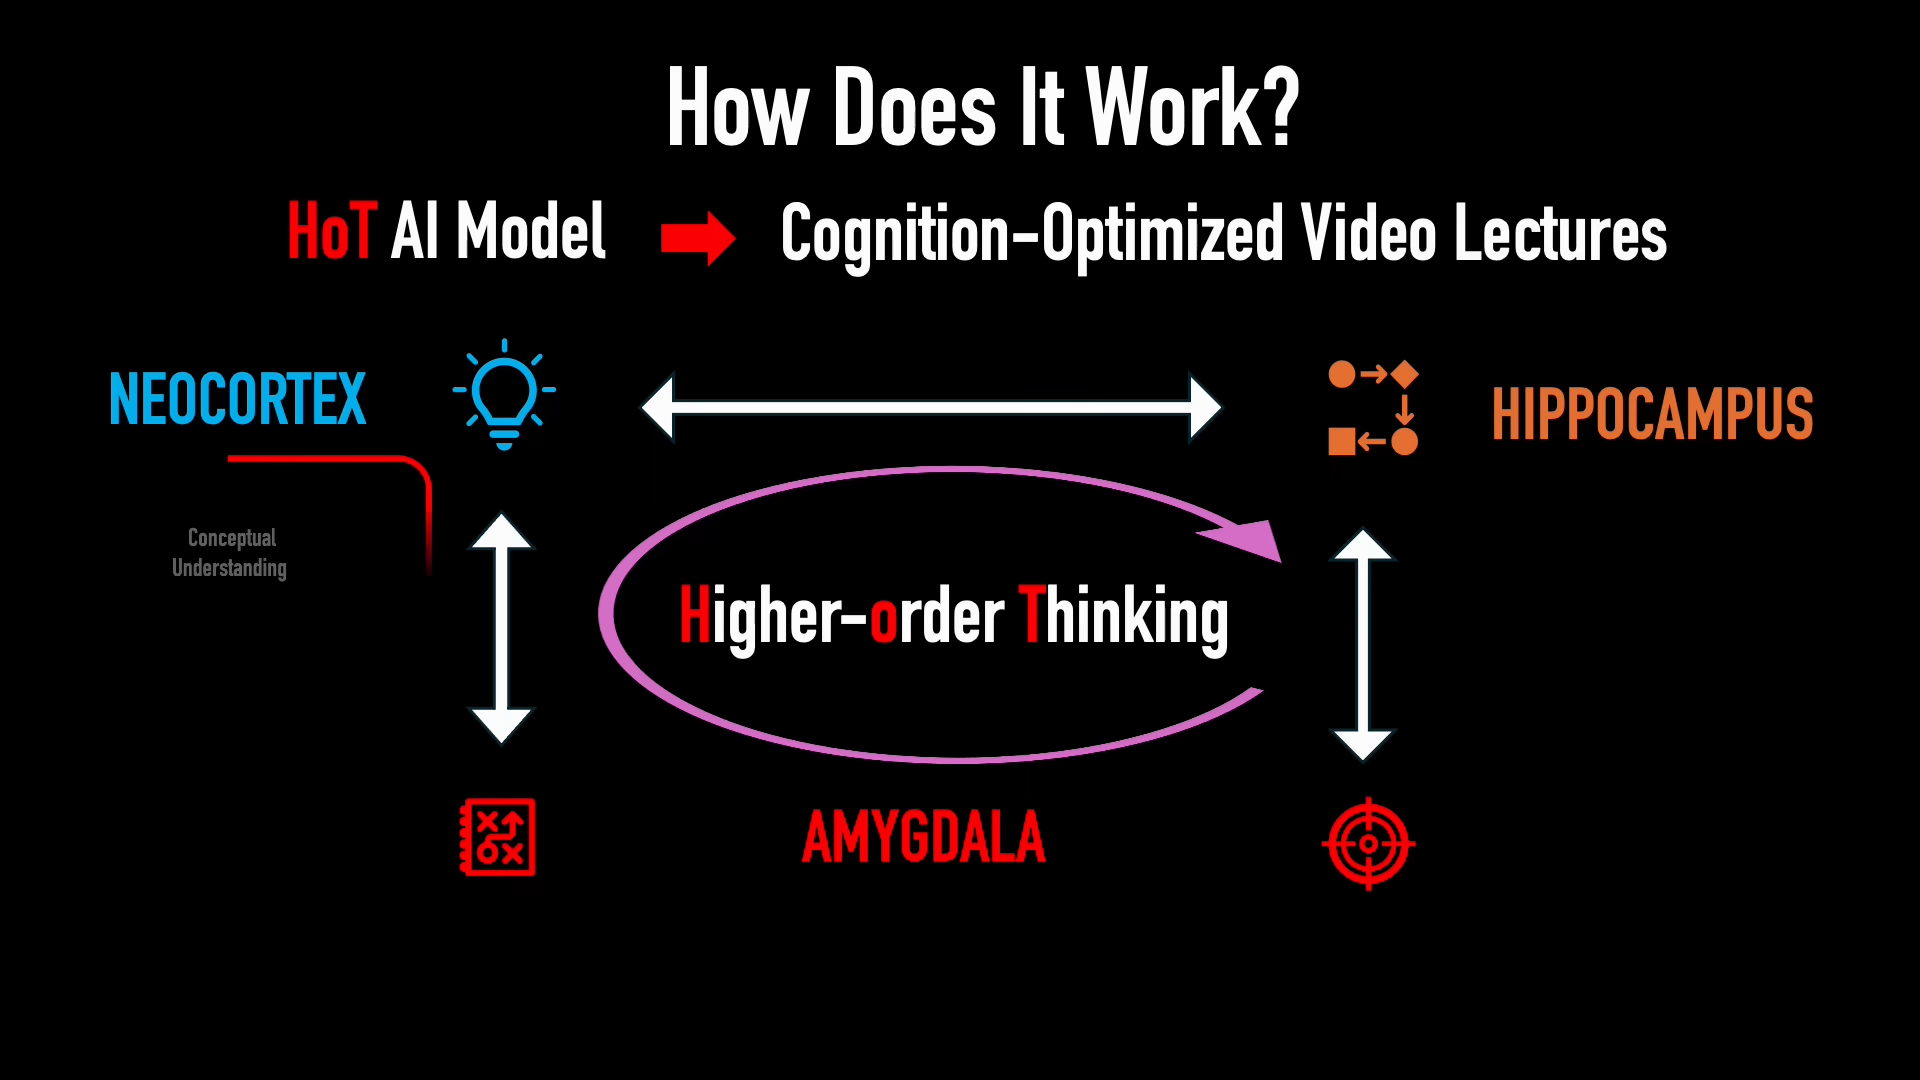 How Does It Work?
HoT AI Model
Cognition-Optimized Video Lectures
NEOCORTEX
HIPPOCAMPUS
Conceptual
Understanding
Higher-order Thinking
AMYGDALA